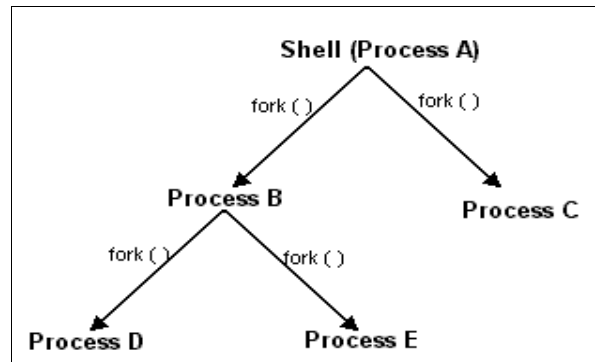 Shell (Process A)
fork ( )
fork ( )
Process B
Process C
fork ( )
fork ( )
Process D
Process E